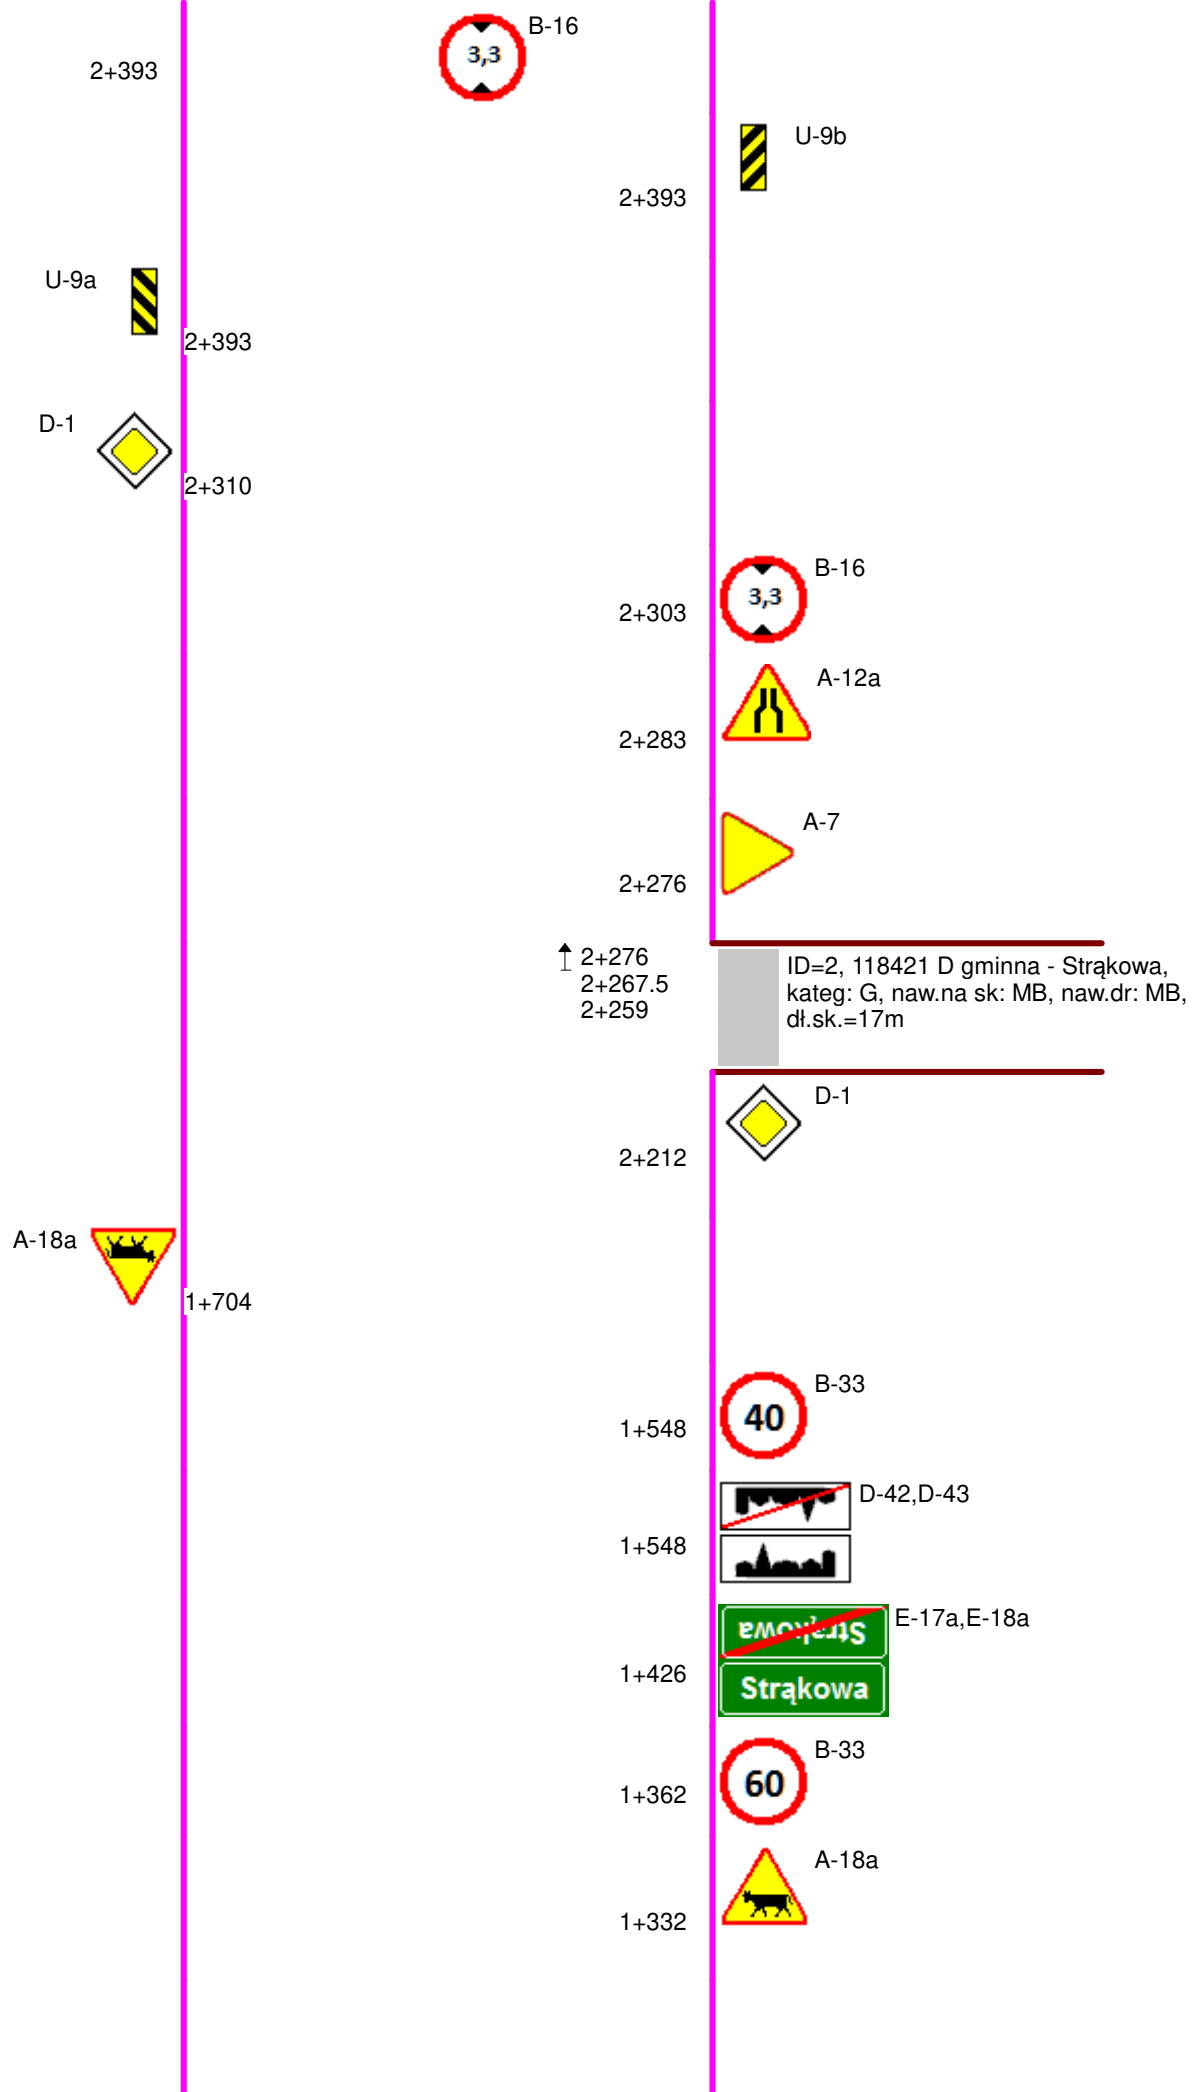 B-16
3,3
2+393
U-9b
2+393
U-9a
2+393
D-1
2+310
B-16
3,3
2+303
A-12a
2+283
A-7
2+276
2+276
2+267.5
2+259
ID=2, 118421 D gminna - Strąkowa,
kateg: G, naw.na sk: MB, naw.dr: MB,
dł.sk.=17m
D-1
2+212
A-18a
1+704
B-33
40
1+548
D-42,D-43
1+548
E-17a,E-18a
Strąkowa
1+426
Strąkowa
B-33
60
1+362
A-18a
1+332